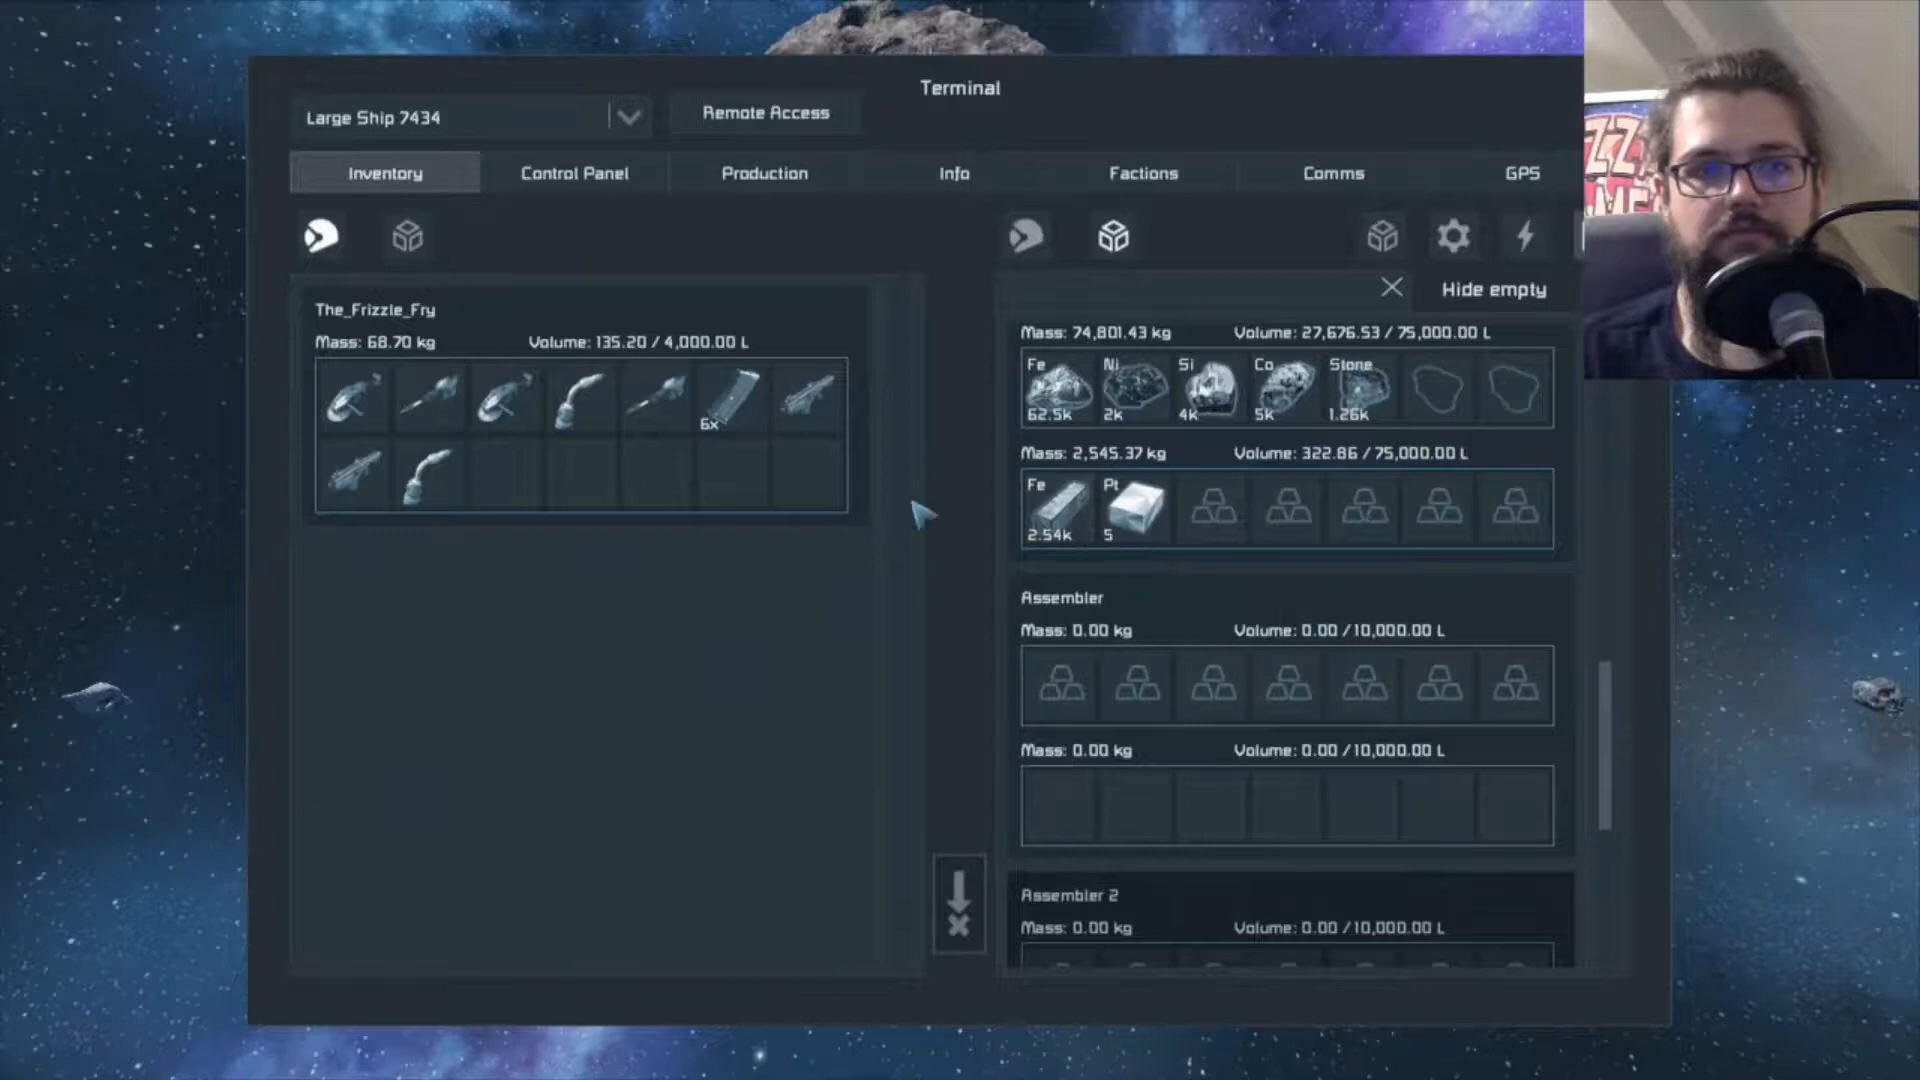 Terminal
Large Ship 7434
Remote Access
Inventory
Control Panel
Production
Info
Factions
Comms
GPS
Hide empty
The_Frizzle_Fry
Mass: 68.70 kg
Volume: 135.20 / 4,000.00 L
6x
Mass: 74,801.43 kg
Volume: 27,676.53 / 75,000.00 L
Fe
Ni
Si
Co
Stone
62.5k
2k
4k
5k
1.26k
Mass: 2,545.37 kg
Volume: 322.86 / 75,000.00 L
Fe
Pt
2.54k
5
Assembler
Mass: 0.00 kg
Volume: 0.00 / 10,000.00 L
Mass: 0.00 kg
Volume: 0.00 / 10,000.00 L
Assembler 2
Mass: 0.00 kg
Volume: 0.00 / 10,000.00 L